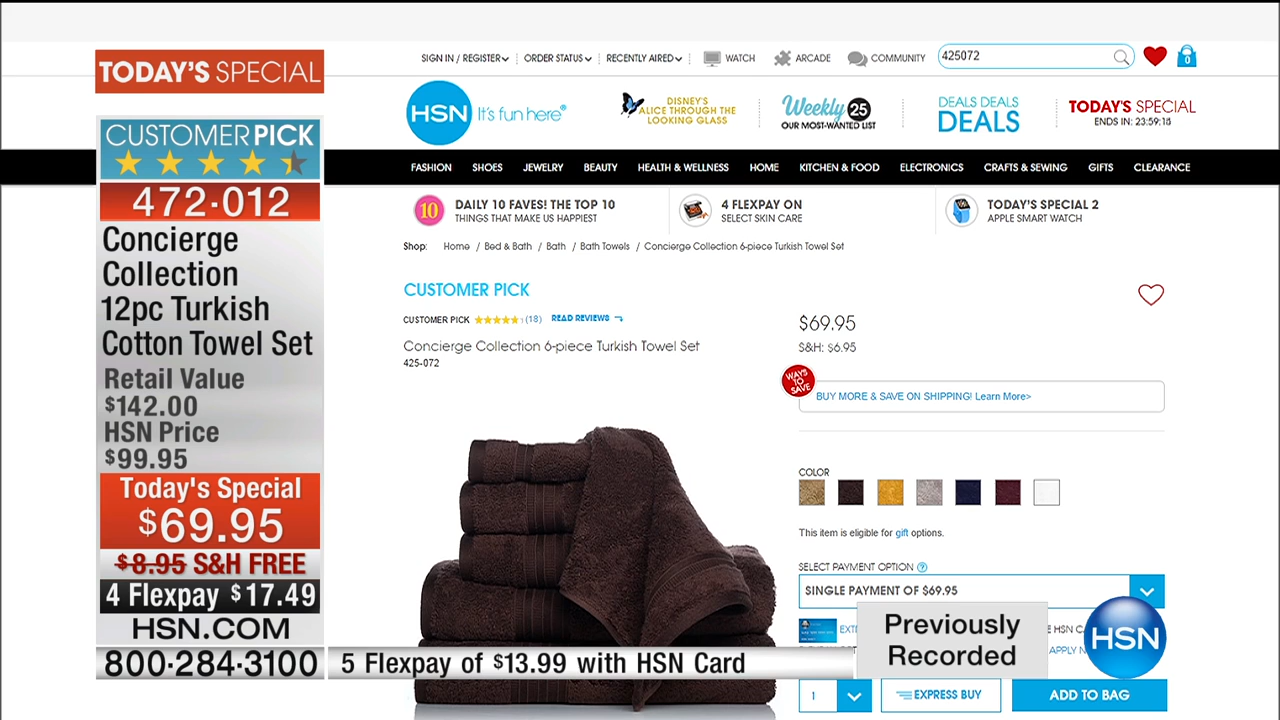 TODAY'S SPECIAL
CUSTOMER PICK
472-012
Concierge
Collection
12pc Turkish
Cotton Towel Set
Retail Value
$142.00
HSN Price
$99.95
Today's Special
$69.95
$8.95 S&H FREE
4 Flexpay $17.49
HSN.COM
800-284-3100
5 Flexpay of $13.99 with HSN Card
SIGN IN / REGISTER ORDER STATUS RECENTLY AIRED WATCH ARCADE COMMUNITY 425072 0
HSN It's fun here®
DISNEY'S
ALICE THROUGH THE
LOOKING GLASS
Weekly 25
OUR MOST-WANTED LIST
DEALS DEALS
DEALS
TODAY'S SPECIAL
ENDS IN: 23:59:15
FASHION SHOES JEWELRY BEAUTY HEALTH & WELLNESS HOME KITCHEN & FOOD ELECTRONICS CRAFTS & SEWING GIFTS CLEARANCE
10 DAILY 10 FAVES! THE TOP 10
THINGS THAT MAKE US HAPPIEST
4 FLEXPAY ON
SELECT SKIN CARE
TODAY'S SPECIAL 2
APPLE SMART WATCH
Shop: Home / Bed & Bath / Bath / Bath Towels / Concierge Collection 6-piece Turkish Towel Set
CUSTOMER PICK
CUSTOMER PICK (18) READ REVIEWS
Concierge Collection 6-piece Turkish Towel Set
425-072
$69.95
S&H: $6.95
WAYS
TO
SAVE
BUY MORE & SAVE ON SHIPPING! Learn More>
COLOR
This item is eligible for gift options.
SELECT PAYMENT OPTION ?
SINGLE PAYMENT OF $69.95
Previously
Recorded
HSN
1 EXPRESS BUY ADD TO BAG